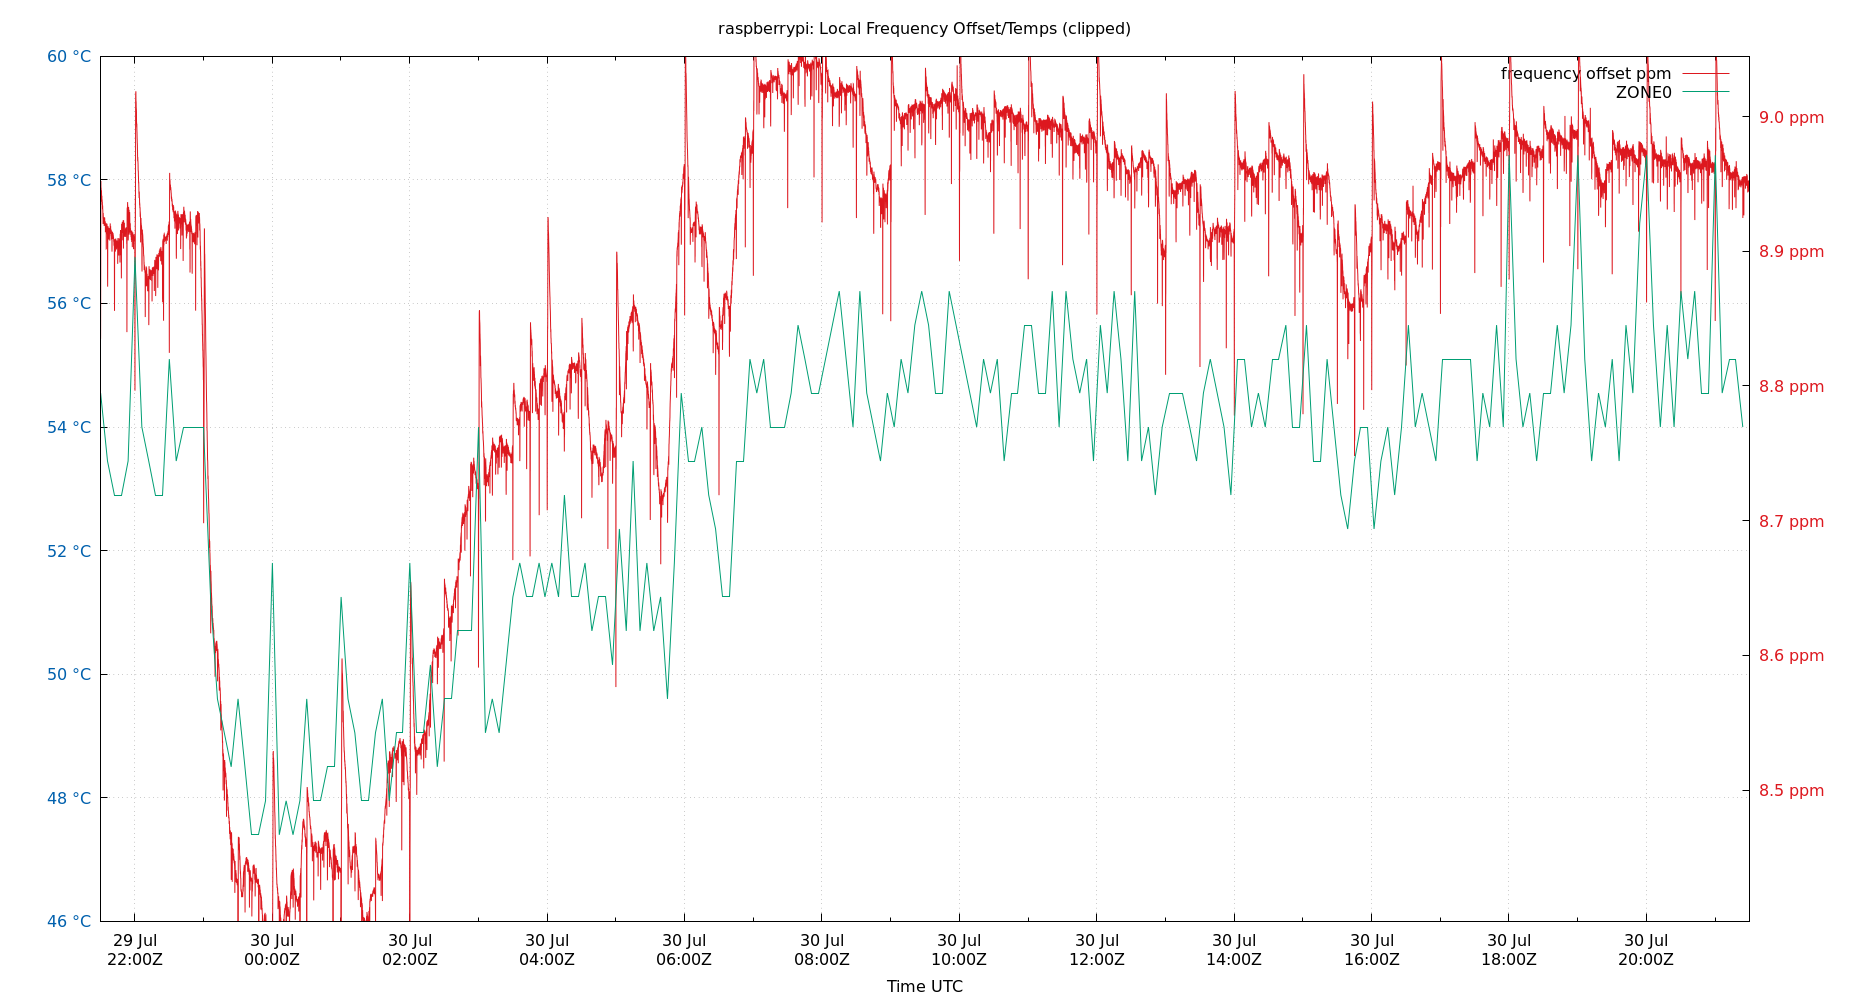 raspberrypi: Local Frequency Offset/Temps (clipped)
60 °C
58 °C
56 °C
54 °C
52 °C
50 °C
48 °C
46 °C
frequency offset ppm
ZONE0
9.0 ppm
8.9 ppm
8.8 ppm
8.7 ppm
8.6 ppm
8.5 ppm
29 Jul 30 Jul 30 Jul 30 Jul 30 Jul 30 Jul 30 Jul 30 Jul 30 Jul 30 Jul 30 Jul 30 Jul
22:00Z 00:00Z 02:00Z 04:00Z 06:00Z 08:00Z 10:00Z 12:00Z 14:00Z 16:00Z 18:00Z 20:00Z
Time UTC